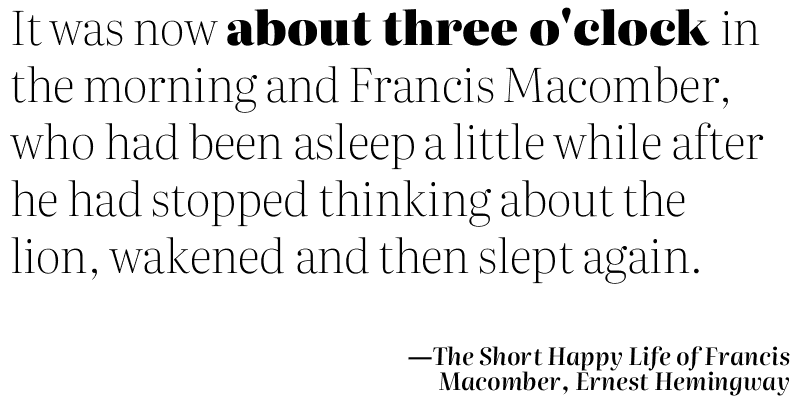 It was now about three o'clock in
the morning and Francis Macomber,
who had been asleep a little while after
he had stopped thinking about the
lion, wakened and then slept again.
—The Short Happy Life of Francis
Macomber, Ernest Hemingway